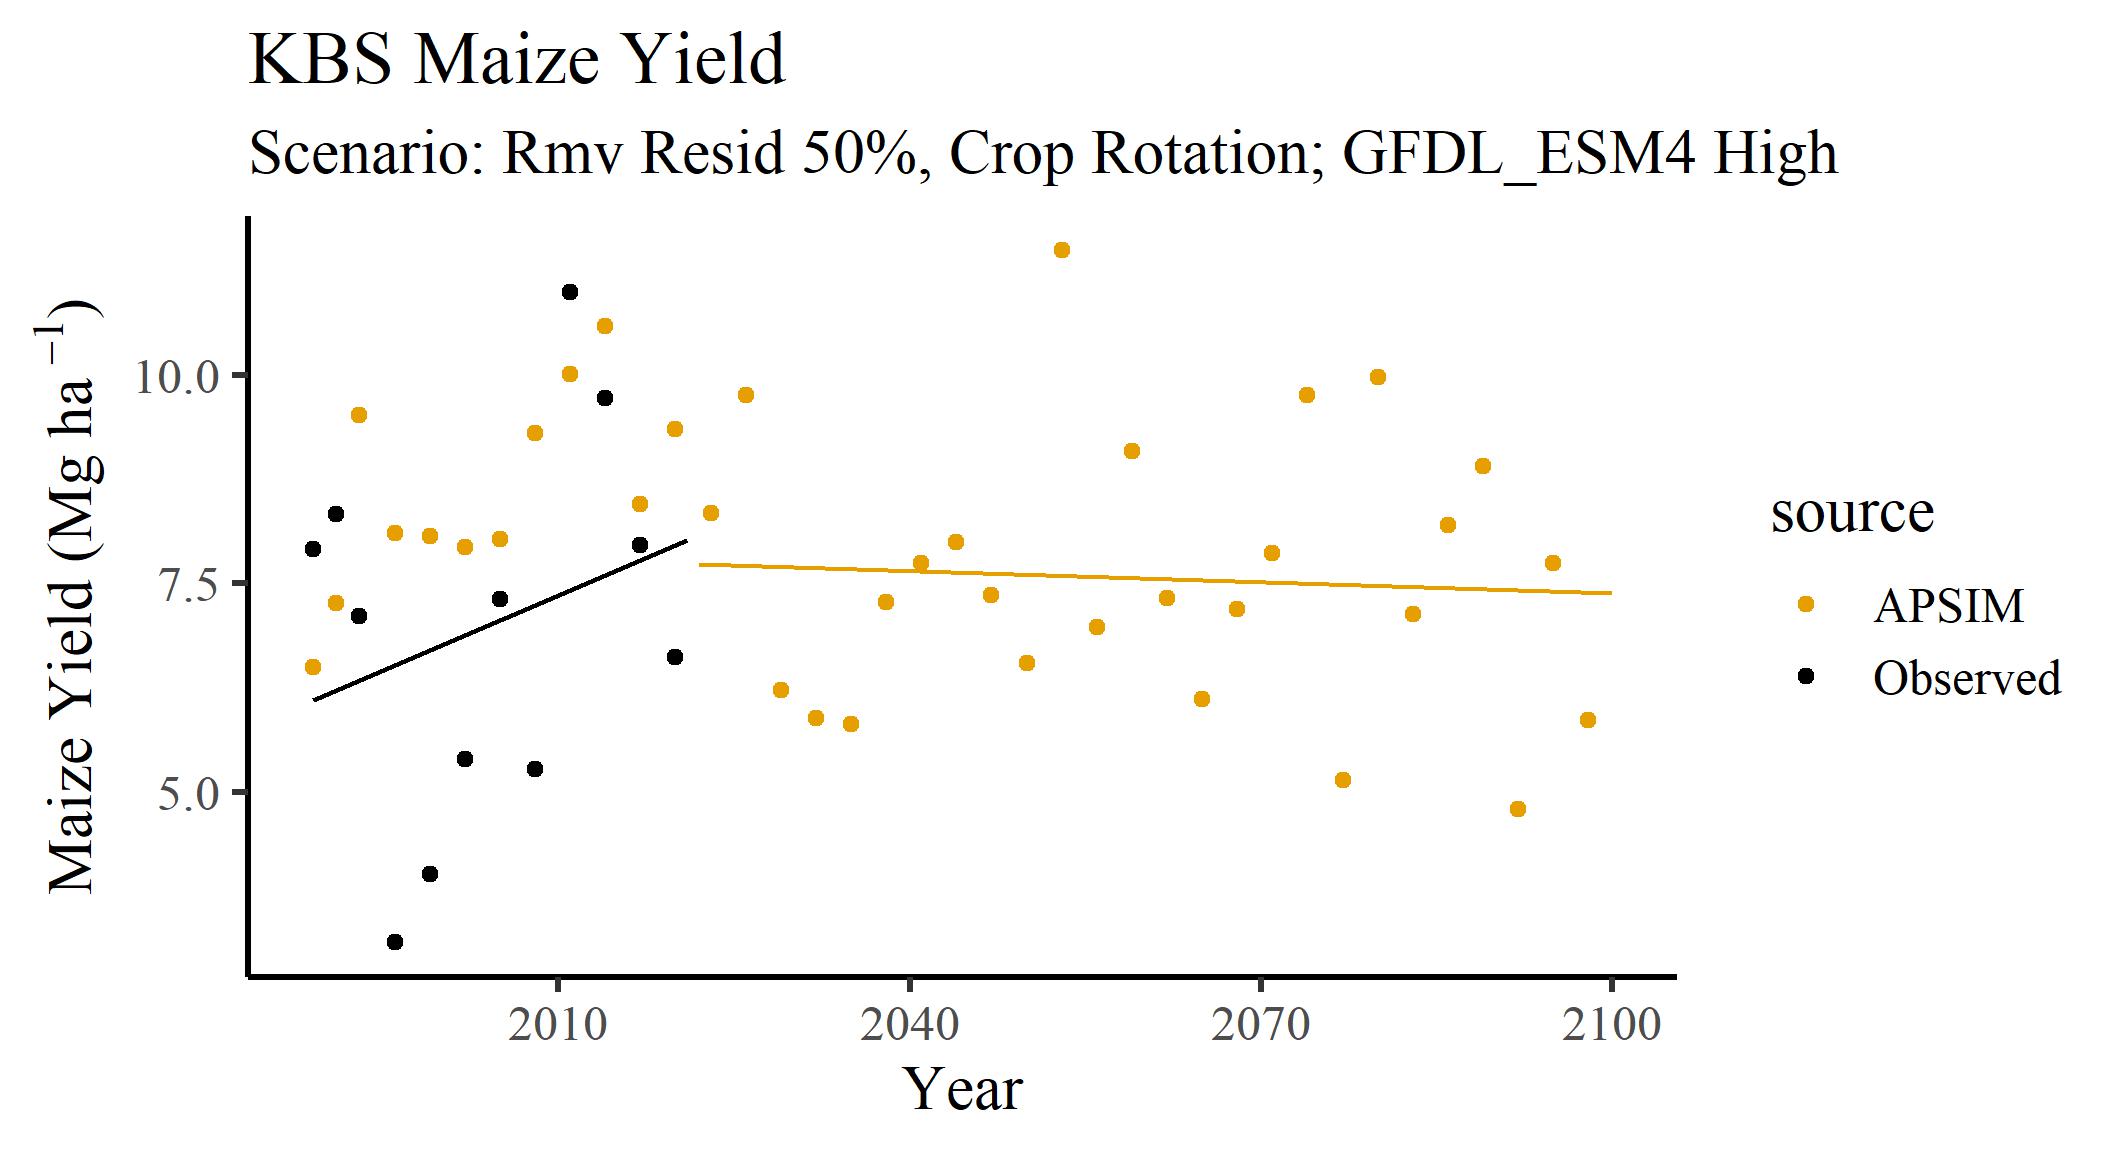 KBS Maize Yield
Scenario: Rmv Resid 50%, Crop Rotation; GFDL_ESM4 High
Maize Yield (Mg ha −1)
10.0
7.5
5.0
2010 2040 2070 2100
Year
source
APSIM
Observed